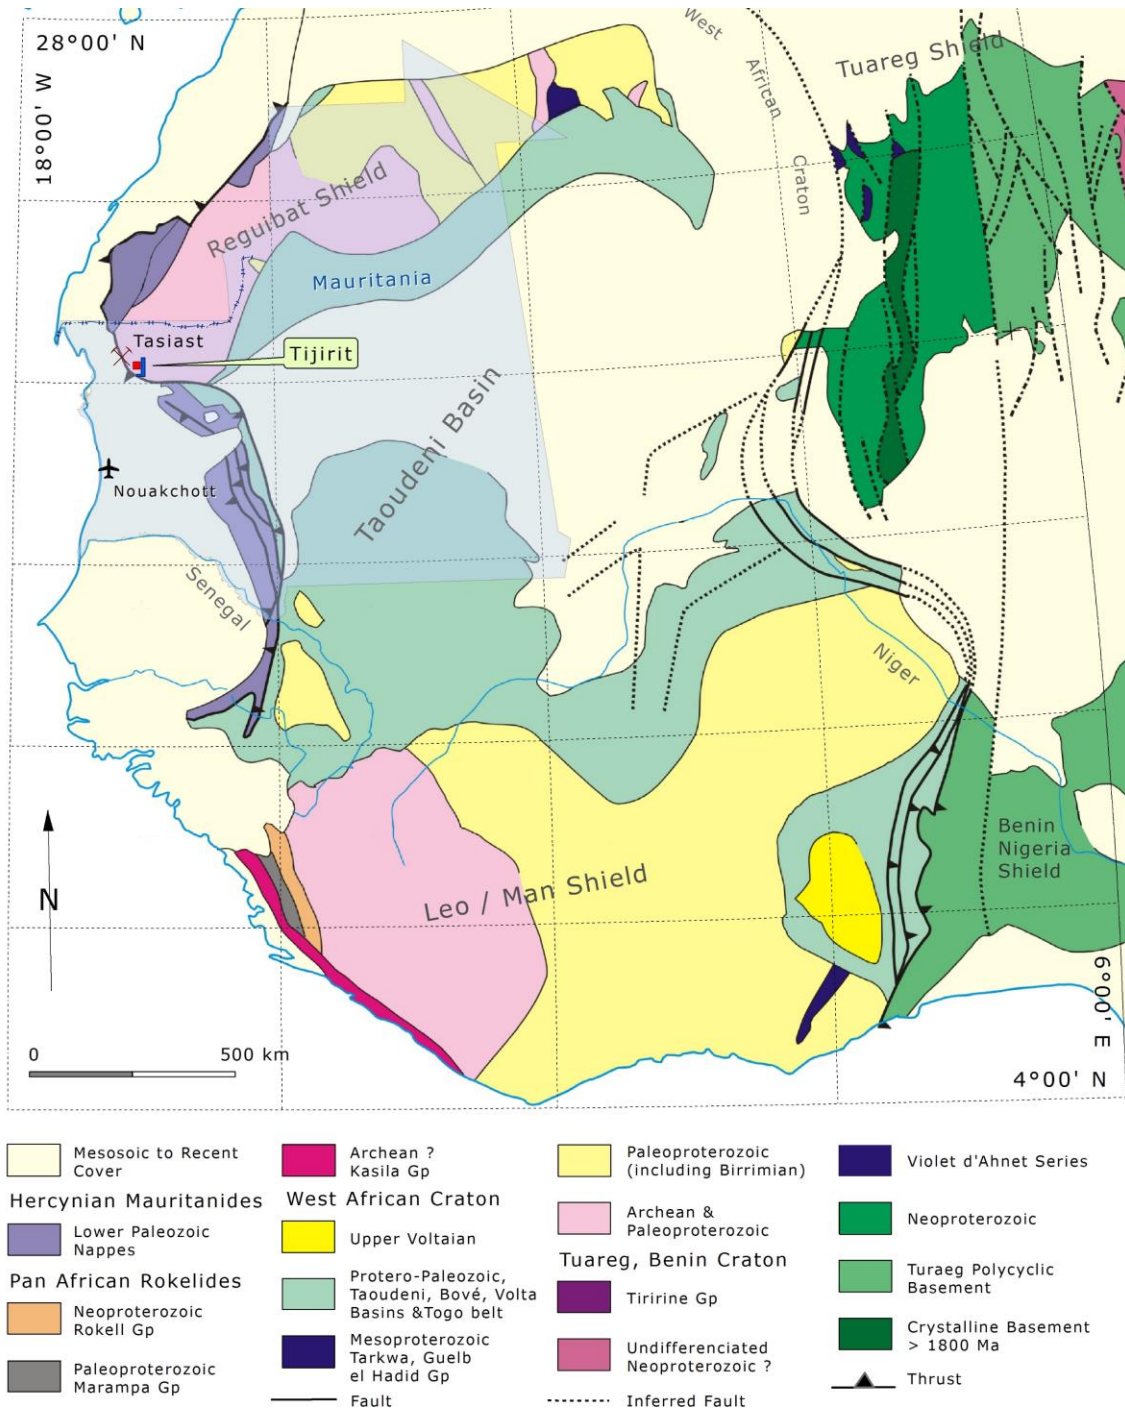 28°00' N
18°00' W
West
African
Craton
Tuareg Shield
Reguibat Shield
Mauritania
Tasiast
Tijirit
Taoudeni Basin
Nouakchott
Senegal
Niger
Benin
Nigeria
Shield
Leo / Man Shield
N
0 500 km
6°00' E
4°00' N
Mesosoic to Recent
Cover
Hercynian Mauritanides
Lower Paleozoic
Nappes
Pan African Rokelides
Neoproterozoic
Rokell Gp
Paleoproterozoic
Marampa Gp
Archean ?
Kasila Gp
West African Craton
Upper Voltaian
Protero-Paleozoic,
Taoudeni, Bové, Volta
Basins &Togo belt
Mesoproterozoic
Tarkwa, Guelb
el Hadid Gp
Fault
Paleoproterozoic
(including Birrimian)
Archean &
Paleoproterozoic
Tuareg, Benin Craton
Tiririne Gp
Undifferenciated
Neoproterozoic ?
Inferred Fault
Violet d'Ahnet Series
Neoproterozoic
Turaeg Polycyclic
Basement
Crystalline Basement
> 1800 Ma
Thrust